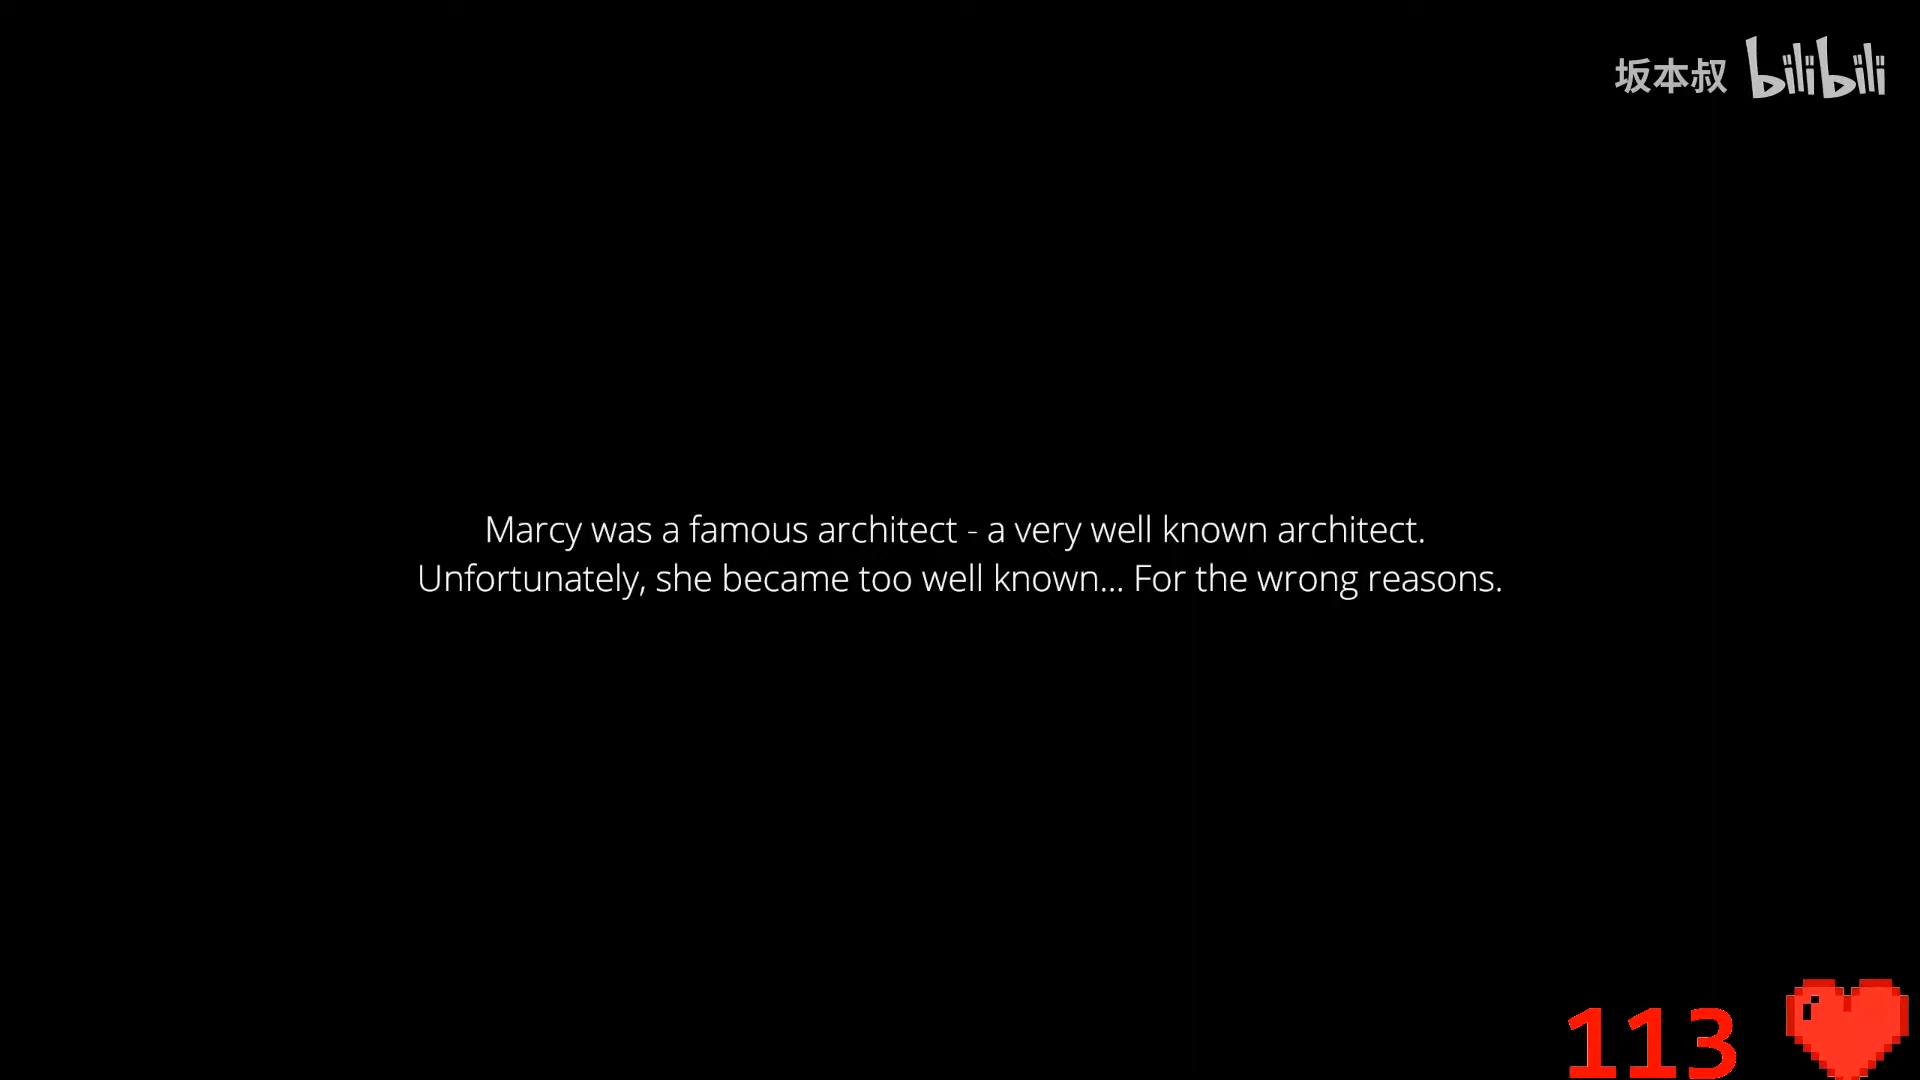 坂本叔 bilibili
Marcy was a famous architect - a very well known architect.
Unfortunately, she became too well known... For the wrong reasons.
113